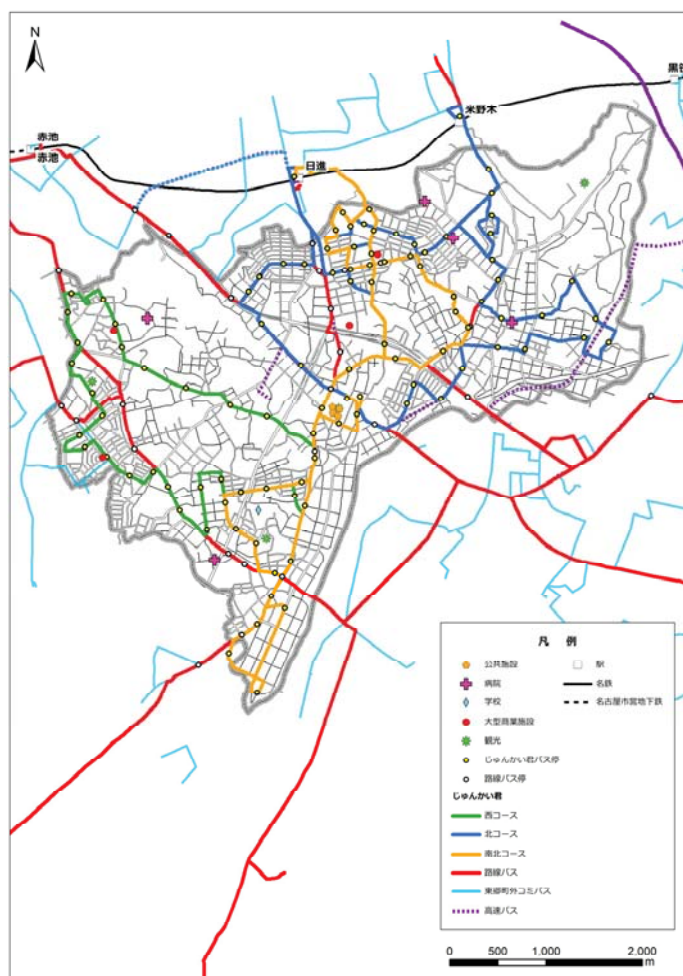 N
黒笹
米野木
赤池
赤池
日進
凡 例
公共施設
駅
病院
名鉄
学校
名古屋市営地下鉄
大型商業施設
観光
じゅんかい君バス停
路線バス停
じゅんかい君
西コース
北コース
南北コース
路線バス
東郷町外コミバス
高速バス
0 500 1,000 2,000
m